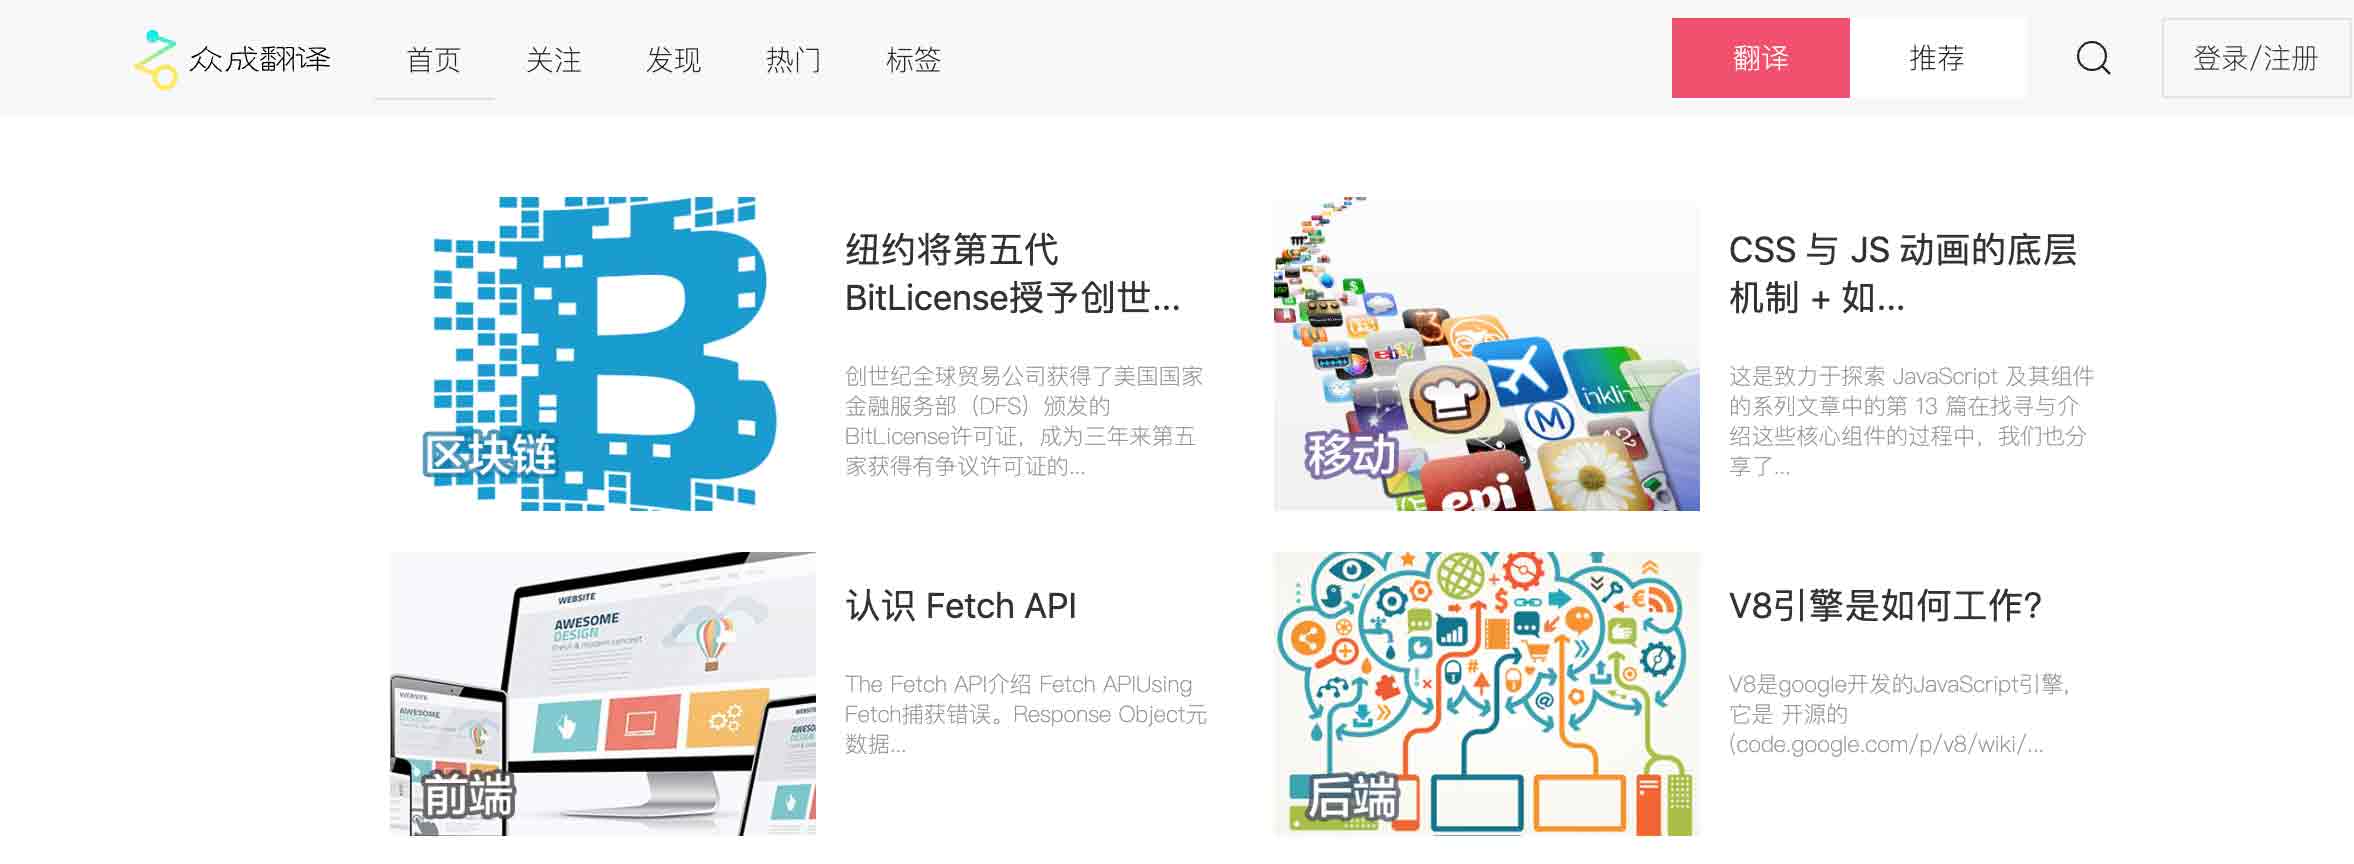 众成翻译
首页 关注 发现 热门 标签
翻译 推荐
登录/注册
区块链
纽约将第五代
BitLicense授予创世...
创世纪全球贸易公司获得了美国国家
金融服务部（DFS）颁发的
BitLicense许可证，成为三年来第五
家获得有争议许可证的...
ebay
inkling
epi
移动
CSS 与 JS 动画的底层
机制 + 如...
这是致力于探索 JavaScript 及其组件
的系列文章中的第 13 篇在找寻与介
绍这些核心组件的过程中，我们也分
享了...
WEBSITE
AWESOME
DESIGN
Fresh & modern concept
WEBSITE
AWESOME
前端
认识 Fetch API
The Fetch API介绍 Fetch APIUsing
Fetch捕获错误。Response Object元
数据...
后端
V8引擎是如何工作?
V8是google开发的JavaScript引擎,
它是 开源的
(code.google.com/p/v8/wiki/...